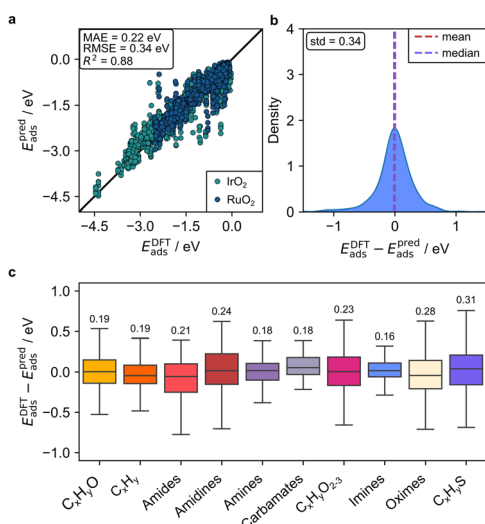 a
MAE = 0.22 eV
RMSE = 0.34 eV
R² = 0.88
0.0
−1.5
−3.0
−4.5
E_ads^pred / eV
−4.5 −3.0 −1.5 0.0
E_ads^DFT / eV
IrO₂
RuO₂
b
std = 0.34
mean
median
4
3
2
1
0
Density
−1 0 1
E_ads^DFT − E_ads^pred / eV
c
1.0
0.5
0.0
−0.5
−1.0
E_ads^DFT − E_ads^pred / eV
0.19 0.19 0.21 0.24 0.18 0.18 0.23 0.16 0.28 0.31
CₓHᵧO
CₓHᵧ
Amides
Amidines
Amines
Carbamates
CₓHᵧO₂₋₃
Imines
Oximes
CₓHᵧS